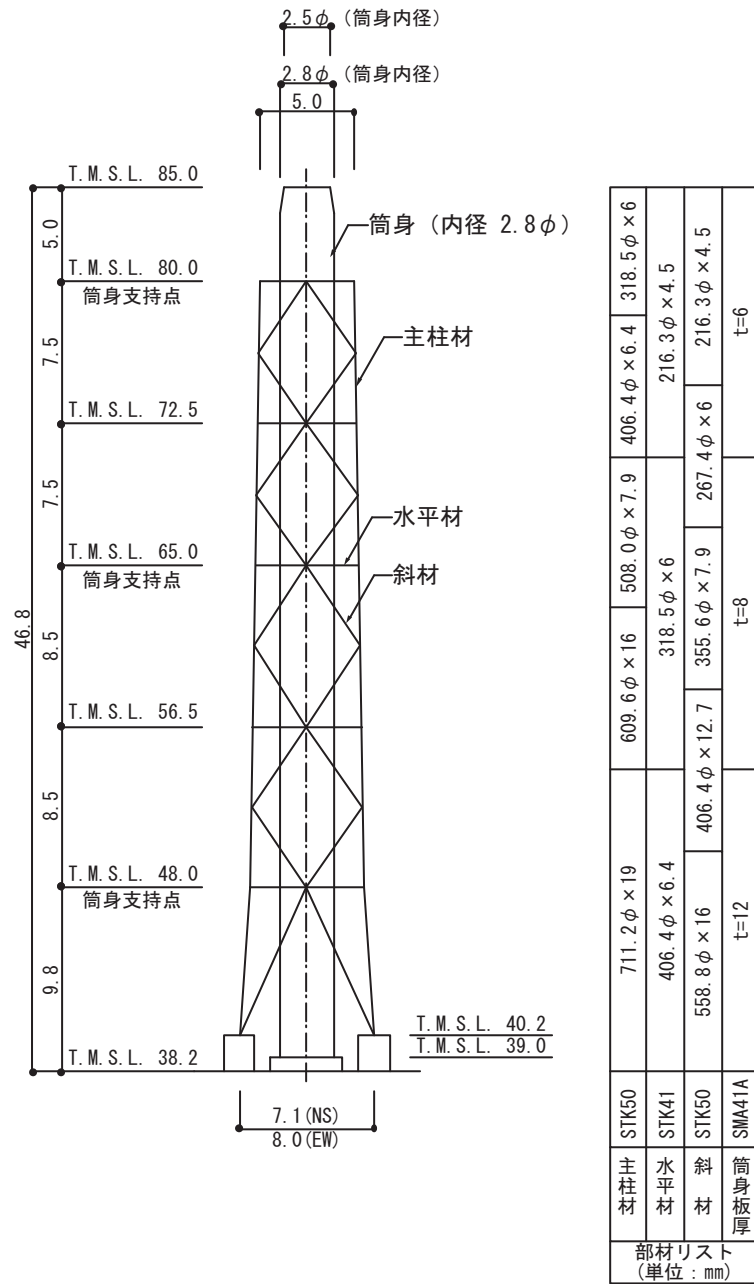 2.5φ (筒身内径)
2.8φ (筒身内径)
5.0
T.M.S.L. 85.0
5.0
筒身 (内径 2.8φ)
T.M.S.L. 80.0
筒身支持点
主柱材
7.5
T.M.S.L. 72.5
7.5
水平材
T.M.S.L. 65.0
筒身支持点
斜材
46.8
8.5
T.M.S.L. 56.5
8.5
T.M.S.L. 48.0
筒身支持点
9.8
T.M.S.L. 40.2
T.M.S.L. 39.0
T.M.S.L. 38.2
7.1(NS)
8.0(EW)
主柱材 STK50 711.2φ×19 609.6φ×16 508.0φ×7.9 406.4φ×6.4 318.5φ×6
水平材 STK41 406.4φ×6.4 318.5φ×6 216.3φ×4.5
斜材 STK50 558.8φ×16 406.4φ×12.7 355.6φ×7.9 267.4φ×6 216.3φ×4.5
筒身板厚 SMA41A t=12 t=8 t=6
部材リスト
(単位:mm)